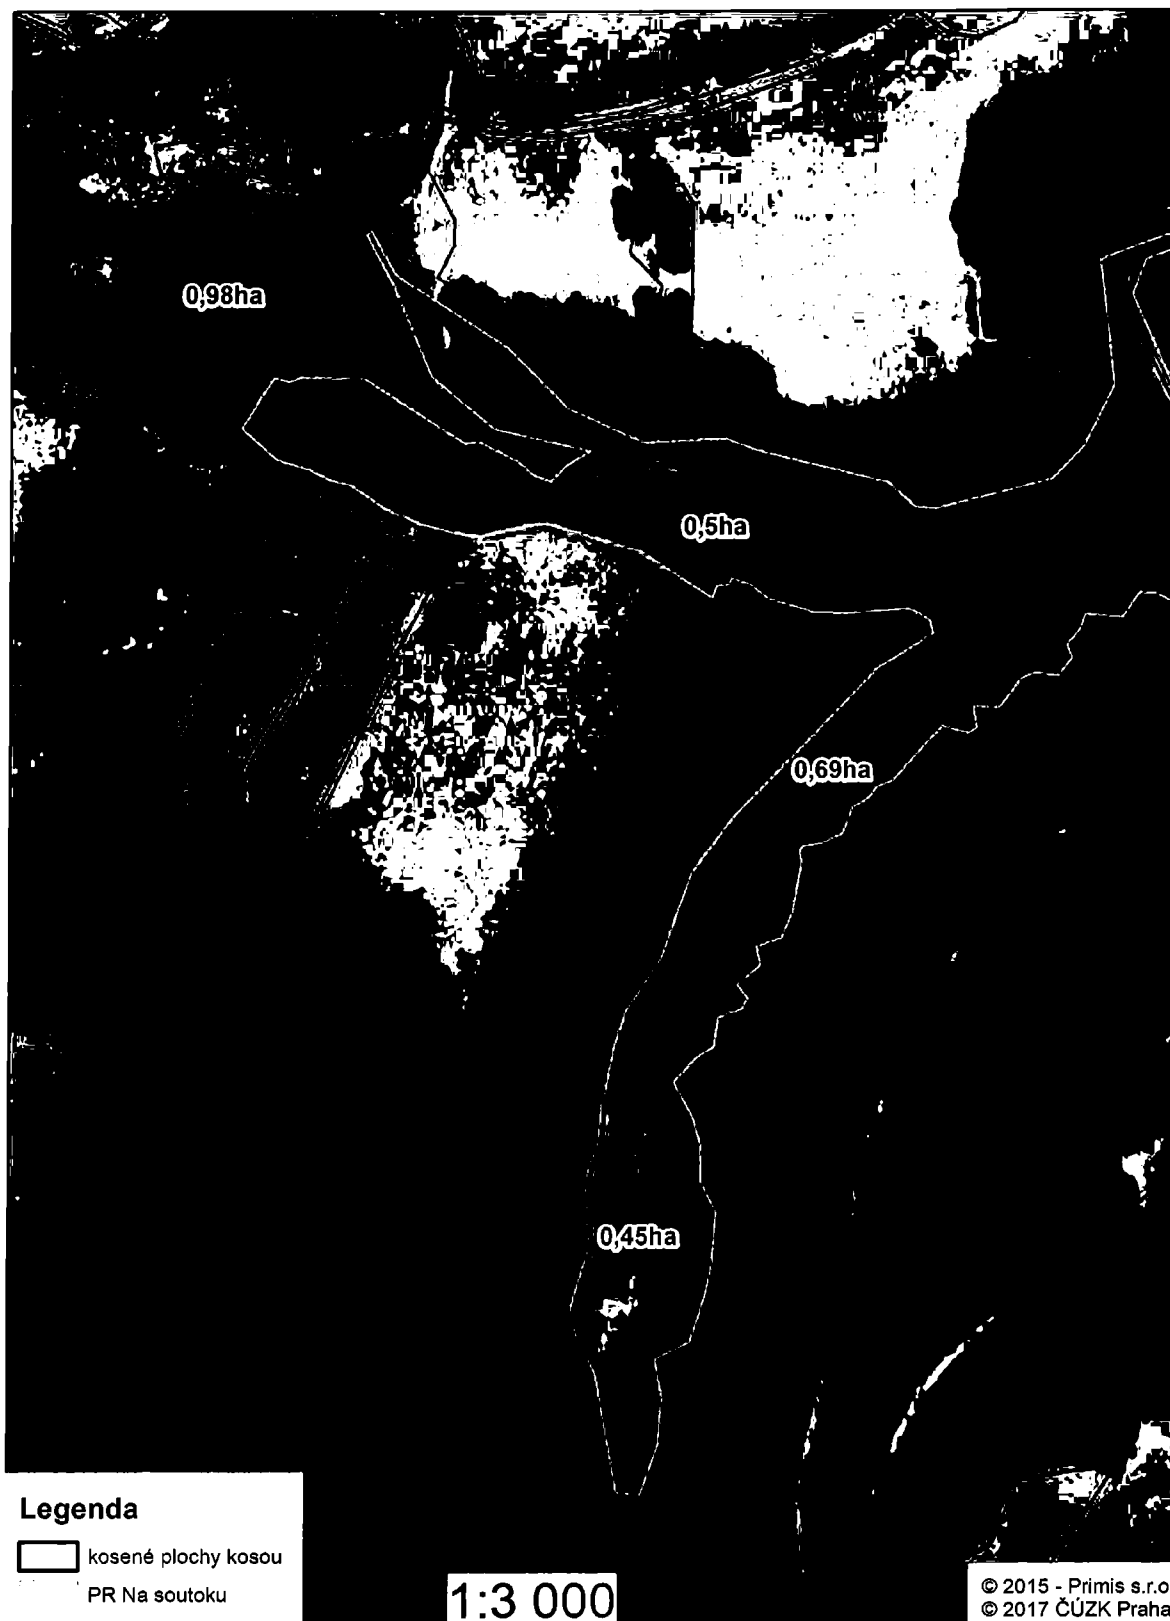 0,98ha
0,5ha
0,69ha
0,45ha
Legenda
kosené plochy kosou
PR Na soutoku
1:3 000
© 2015 - Primis s.r.o
© 2017 ČÚZK Praha